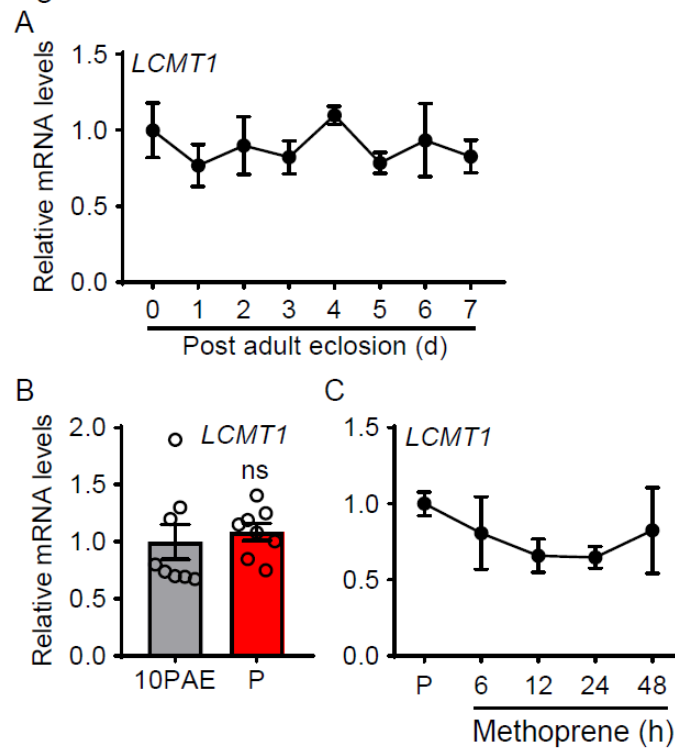 A
LCMT1
Relative mRNA levels
1.5
1.0
0.5
0.0
0 1 2 3 4 5 6 7
Post adult eclosion (d)
B
LCMT1
ns
Relative mRNA levels
2.0
1.5
1.0
0.5
0.0
10PAE P
C
LCMT1
1.5
1.0
0.5
0.0
P 6 12 24 48
Methoprene (h)